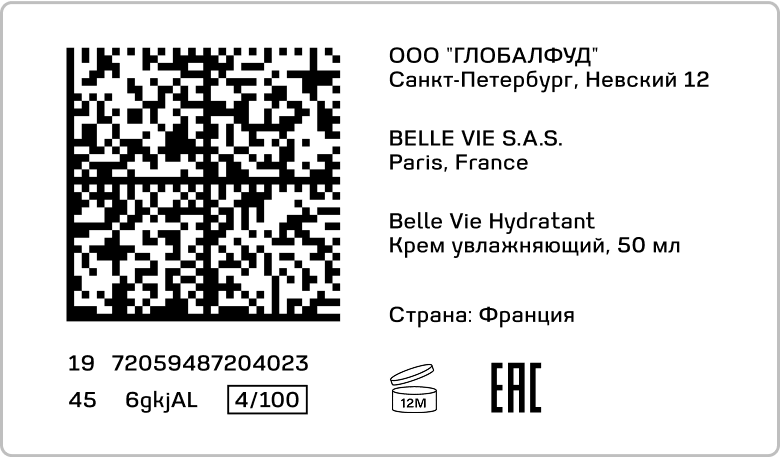 ООО "ГЛОБАЛФУД"
Санкт-Петербург, Невский 12
BELLE VIE S.A.S.
Paris, France
Belle Vie Hydratant
Крем увлажняющий, 50 мл
Страна: Франция
19 72059487204023
45 6gkjAL 4/100
12M
EAC